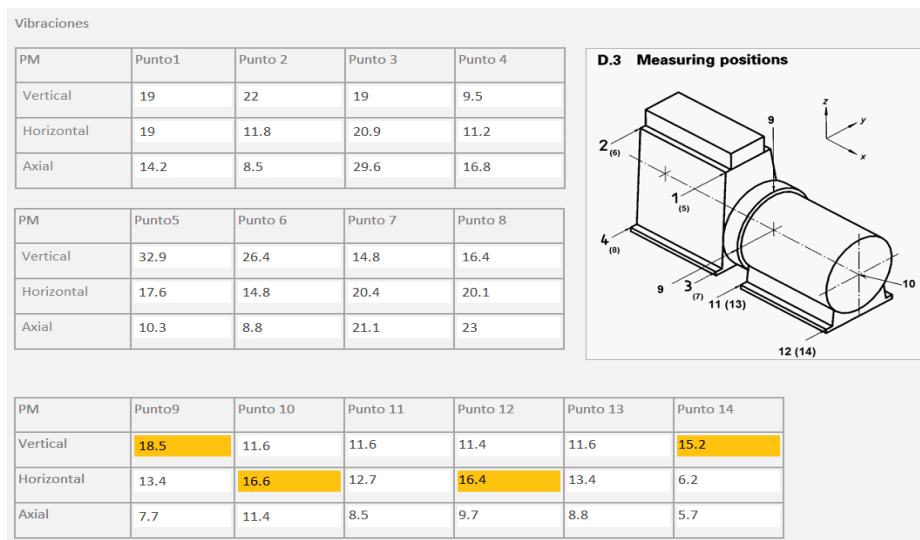 Vibraciones
PM Punto1 Punto 2 Punto 3 Punto 4
Vertical 19 22 19 9.5
Horizontal 19 11.8 20.9 11.2
Axial 14.2 8.5 29.6 16.8
D.3 Measuring positions
z
y
x
9
2 (6)
1 (5)
4 (8)
9
3 (7)
11 (13)
10
12 (14)
PM Punto5 Punto 6 Punto 7 Punto 8
Vertical 32.9 26.4 14.8 16.4
Horizontal 17.6 14.8 20.4 20.1
Axial 10.3 8.8 21.1 23
PM Punto9 Punto 10 Punto 11 Punto 12 Punto 13 Punto 14
Vertical 18.5 11.6 11.6 11.4 11.6 15.2
Horizontal 13.4 16.6 12.7 16.4 13.4 6.2
Axial 7.7 11.4 8.5 9.7 8.8 5.7